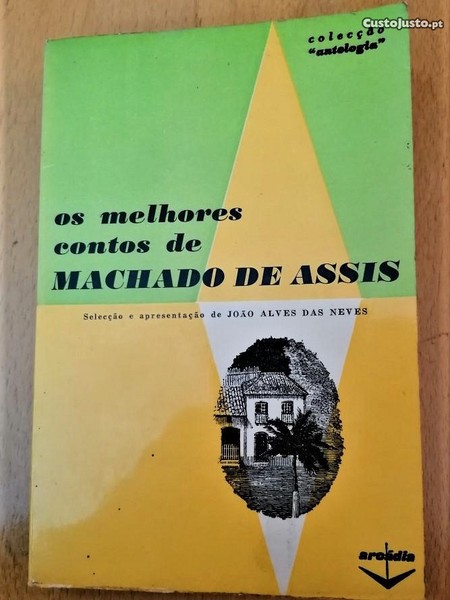 CustoJusto.pt
colecção
"antologia"
os melhores
contos de
MACHADO DE ASSIS
Selecção e apresentação de JOÃO ALVES DAS NEVES
arcádia